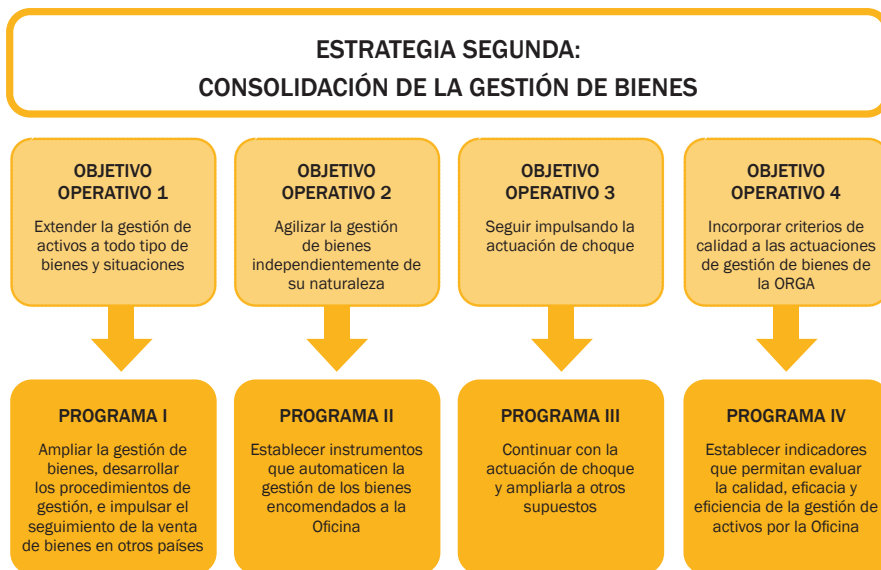 ESTRATEGIA SEGUNDA:
CONSOLIDACIÓN DE LA GESTIÓN DE BIENES
OBJETIVO
OPERATIVO 1
Extender la gestión de
activos a todo tipo de
bienes y situaciones
OBJETIVO
OPERATIVO 2
Agilizar la gestión
de bienes
independientemente de
su naturaleza
OBJETIVO
OPERATIVO 3
Seguir impulsando la
actuación de choque
OBJETIVO
OPERATIVO 4
Incorporar criterios de
calidad a las actuaciones
de gestión de bienes de
la ORGA
PROGRAMA I
Ampliar la gestión de
bienes, desarrollar
los procedimientos de
gestión, e impulsar el
seguimiento de la venta
de bienes en otros países
PROGRAMA II
Establecer instrumentos
que automaticen la
gestión de los bienes
encomendados a la
Oficina
PROGRAMA III
Continuar con la
actuación de choque
y ampliarla a otros
supuestos
PROGRAMA IV
Establecer indicadores
que permitan evaluar
la calidad, eficacia y
eficiencia de la gestión de
activos por la Oficina